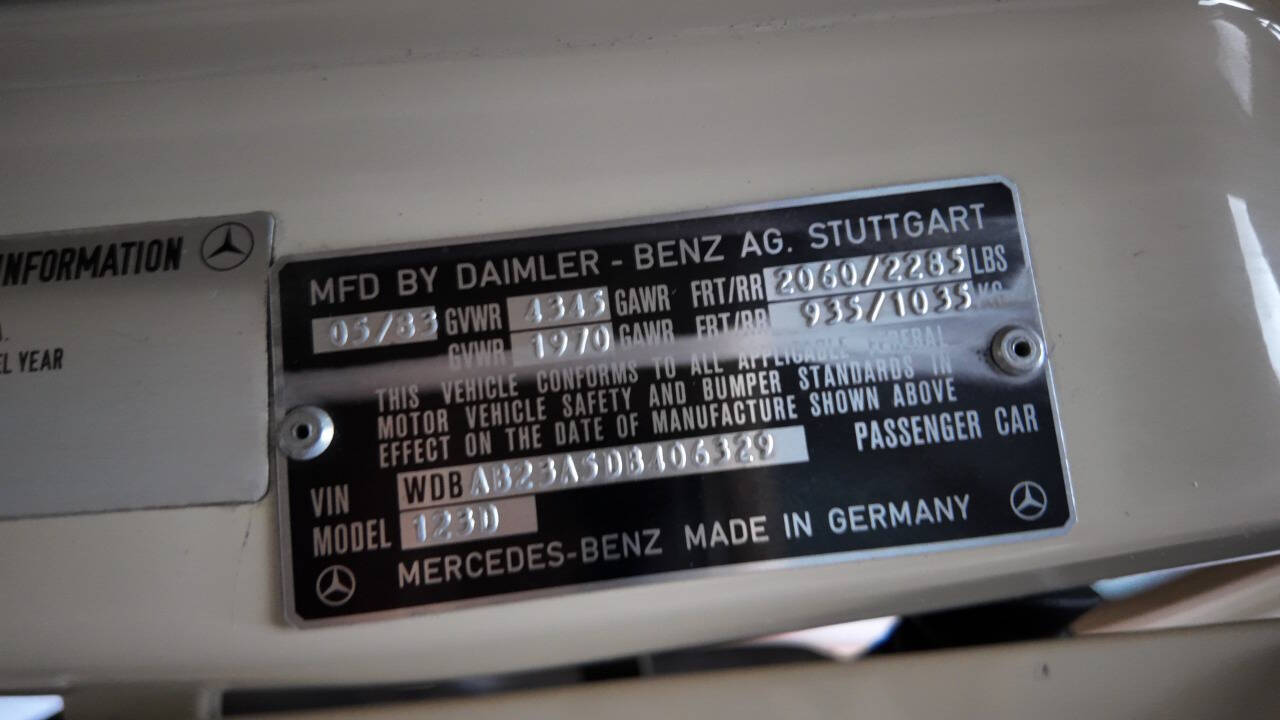 INFORMATION
EL YEAR
MFD BY DAIMLER - BENZ AG. STUTTGART
05/83 GVWR 4345 GAWR FRT/RR 2060/2285 LBS
GVWR 1970 GAWR FRT/RR 935/1035 KG
THIS VEHICLE CONFORMS TO ALL APPLICABLE FEDERAL
MOTOR VEHICLE SAFETY AND BUMPER STANDARDS IN
EFFECT ON THE DATE OF MANUFACTURE SHOWN ABOVE
VIN WDBAB23A5DB406329 PASSENGER CAR
MODEL 123D
MERCEDES-BENZ MADE IN GERMANY